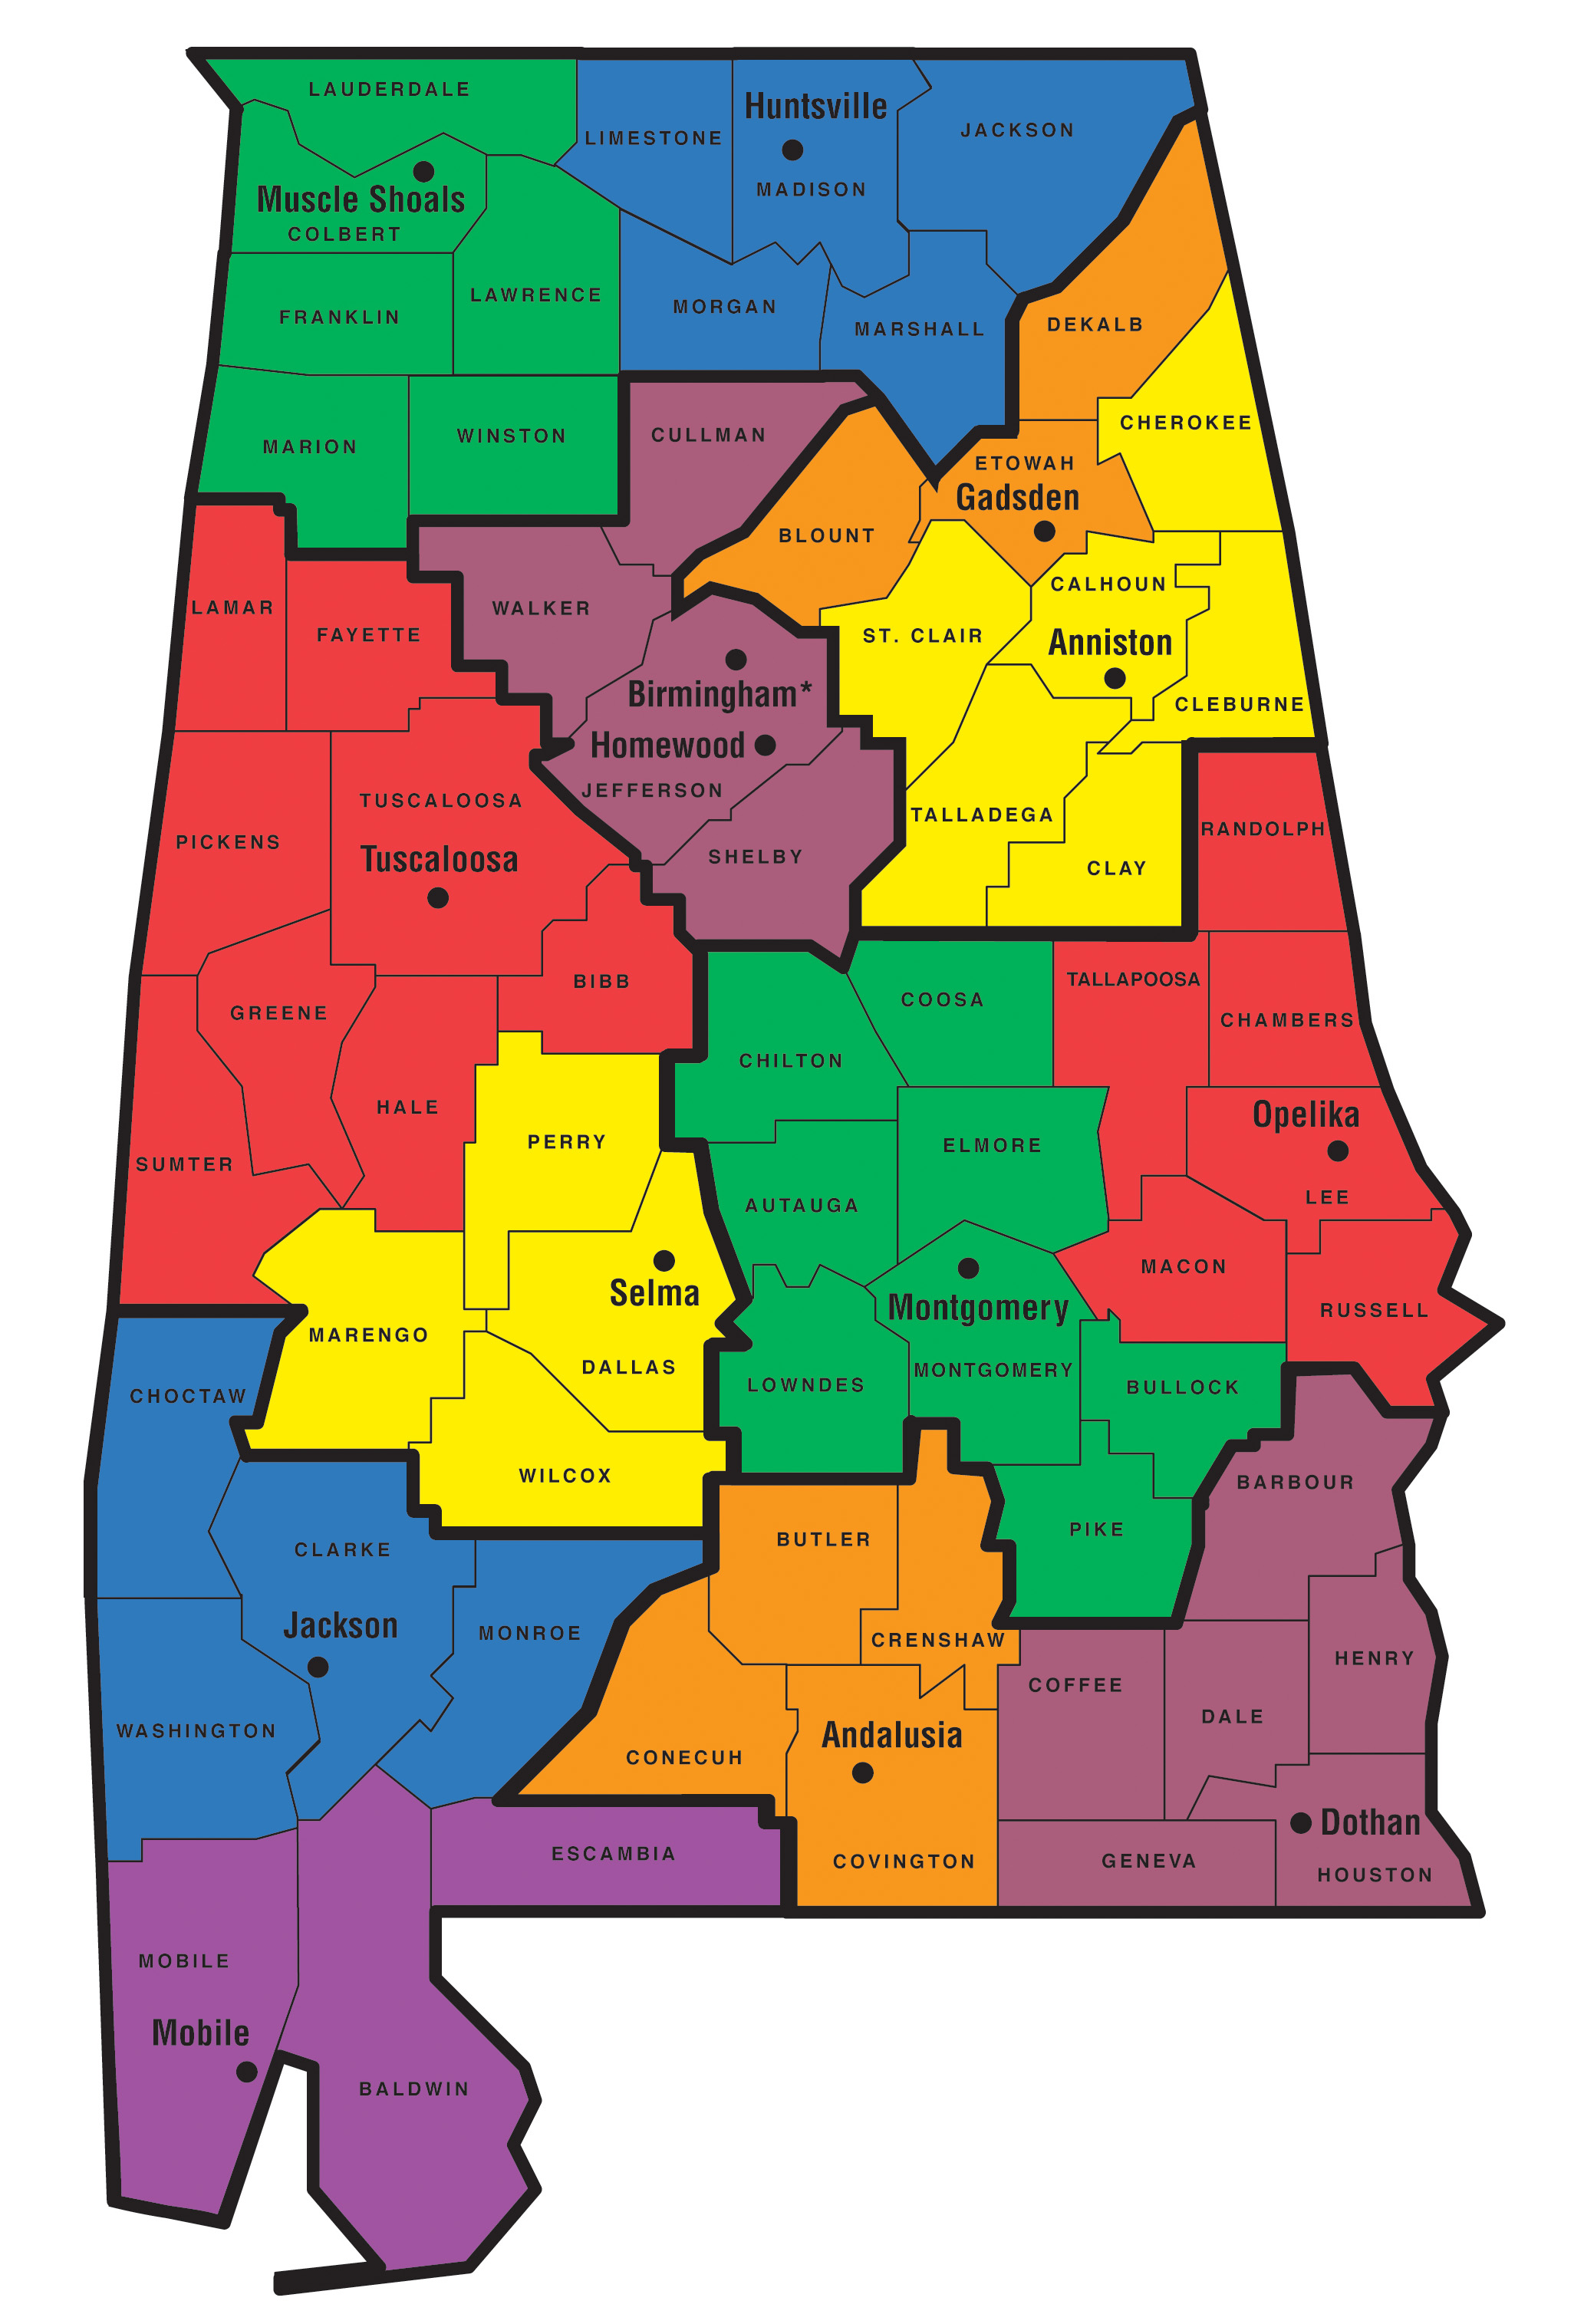 LAUDERDALE
Huntsville
JACKSON
LIMESTONE
MADISON
Muscle Shoals
COLBERT
LAWRENCE
FRANKLIN
MORGAN
MARSHALL
DEKALB
CHEROKEE
MARION
WINSTON
CULLMAN
ETOWAH
Gadsden
BLOUNT
CALHOUN
LAMAR
FAYETTE
WALKER
ST. CLAIR
Anniston
Birmingham*
CLEBURNE
Homewood
JEFFERSON
TUSCALOOSA
TALLADEGA
RANDOLPH
PICKENS
Tuscaloosa
SHELBY
CLAY
BIBB
TALLAPOOSA
COOSA
GREENE
CHAMBERS
CHILTON
HALE
Opelika
PERRY
ELMORE
SUMTER
LEE
AUTAUGA
MACON
Selma
Montgomery
RUSSELL
MARENGO
DALLAS
MONTGOMERY
LOWNDES
BULLOCK
CHOCTAW
WILCOX
BARBOUR
CLARKE
BUTLER
PIKE
Jackson
MONROE
CRENSHAW
HENRY
COFFEE
DALE
WASHINGTON
Andalusia
CONECUH
Dothan
ESCAMBIA
COVINGTON
GENEVA
HOUSTON
MOBILE
Mobile
BALDWIN